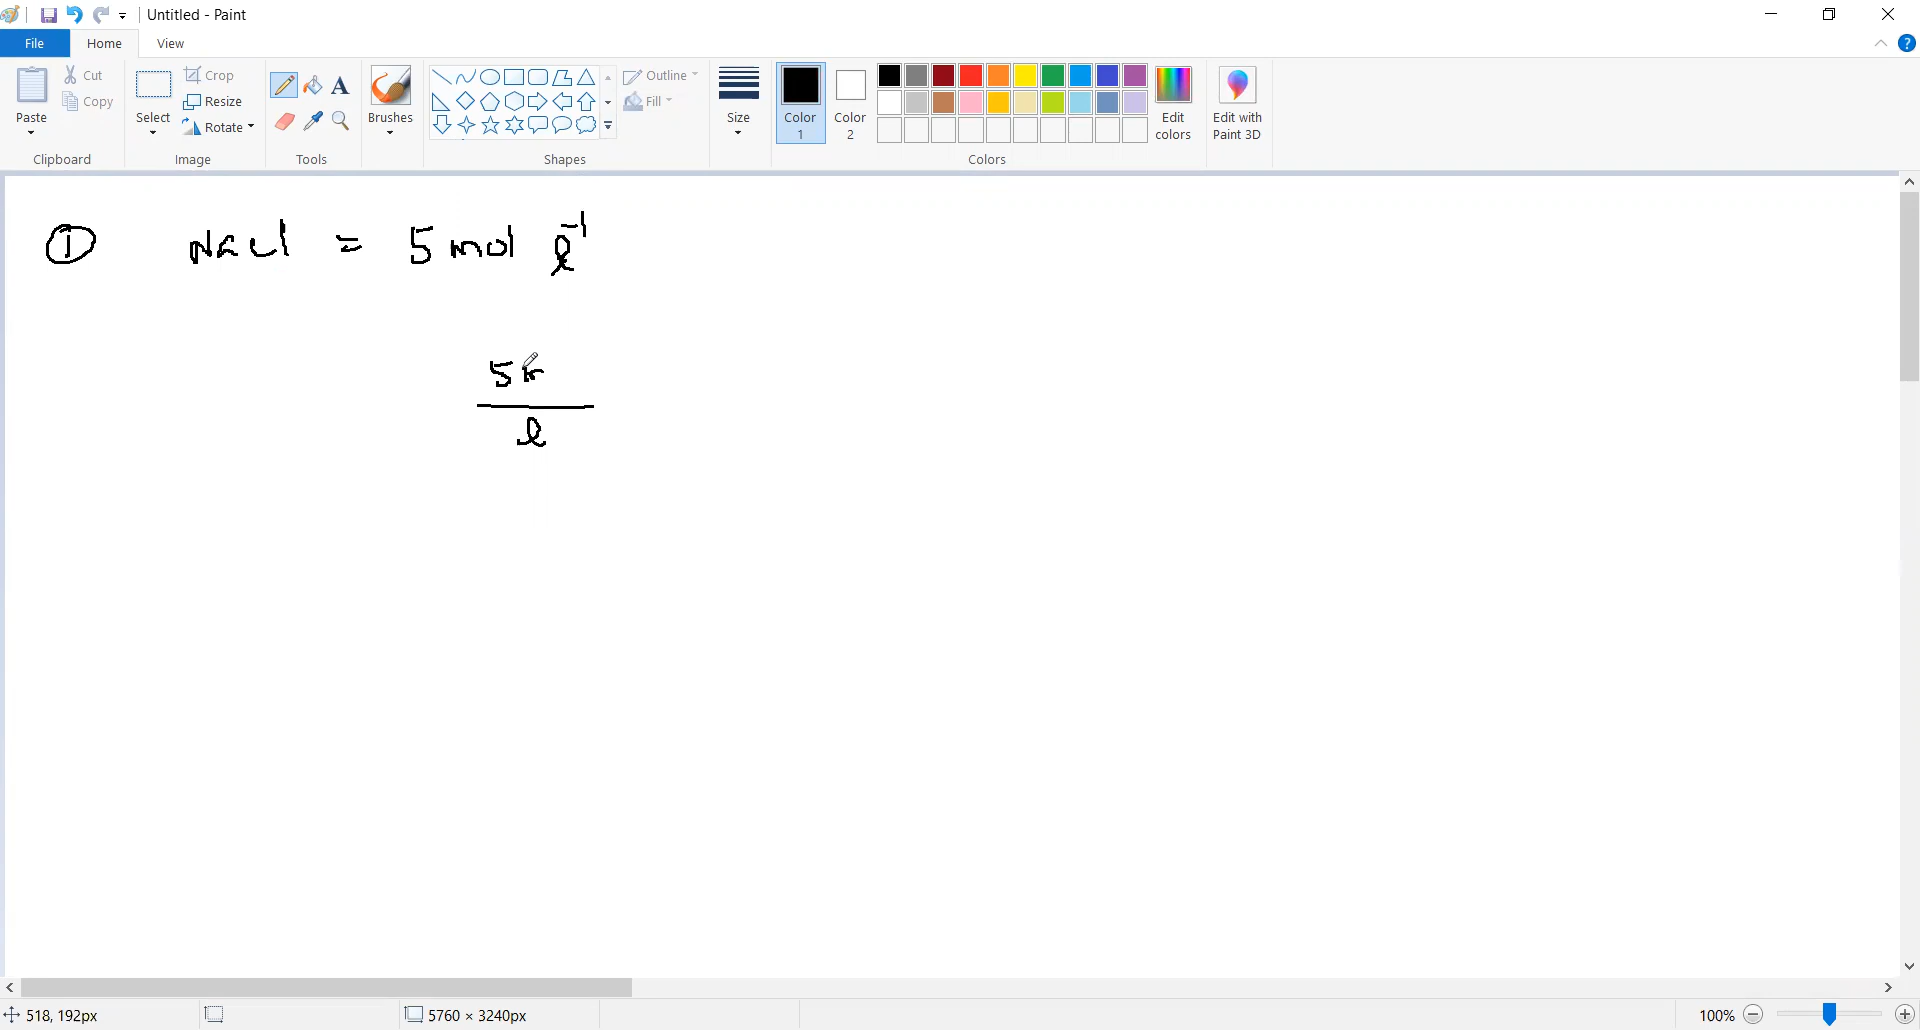 Untitled - Paint
File Home View
Paste
Cut
Copy
Clipboard
Select
Crop
Resize
Rotate
Image
Tools
Brushes
Outline
Fill
Shapes
Size
Color 1
Color 2
Edit colors
Colors
Edit with Paint 3D
① NaCl = 5 mol l⁻¹
5
l
518, 192px
5760 × 3240px
100%